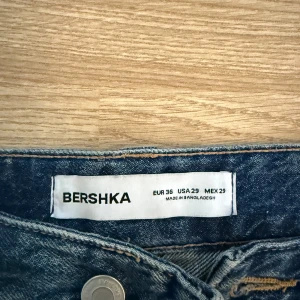 BERSHKA
EUR 38 USA 29 MEX 29
MADE IN BANGLADESH